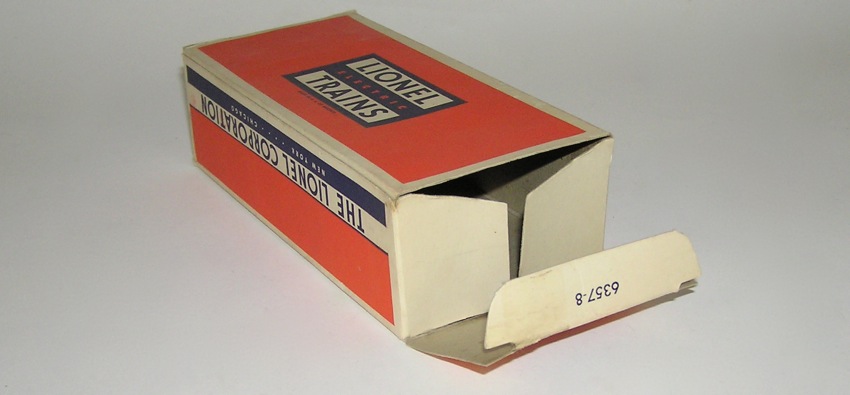 LIONEL
ELECTRIC
TRAINS
THE LIONEL CORPORATION
NEW YORK . . . . CHICAGO
6357-8